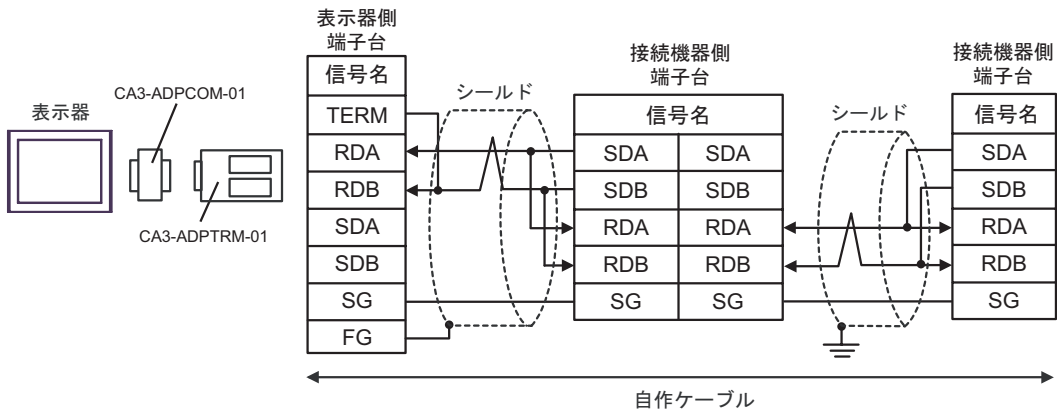 表示器
CA3-ADPCOM-01
CA3-ADPTRM-01
表示器側
端子台
信号名
TERM
RDA
RDB
SDA
SDB
SG
FG
シールド
接続機器側
端子台
信号名
SDA SDA
SDB SDB
RDA RDA
RDB RDB
SG SG
シールド
接続機器側
端子台
信号名
SDA
SDB
RDA
RDB
SG
自作ケーブル